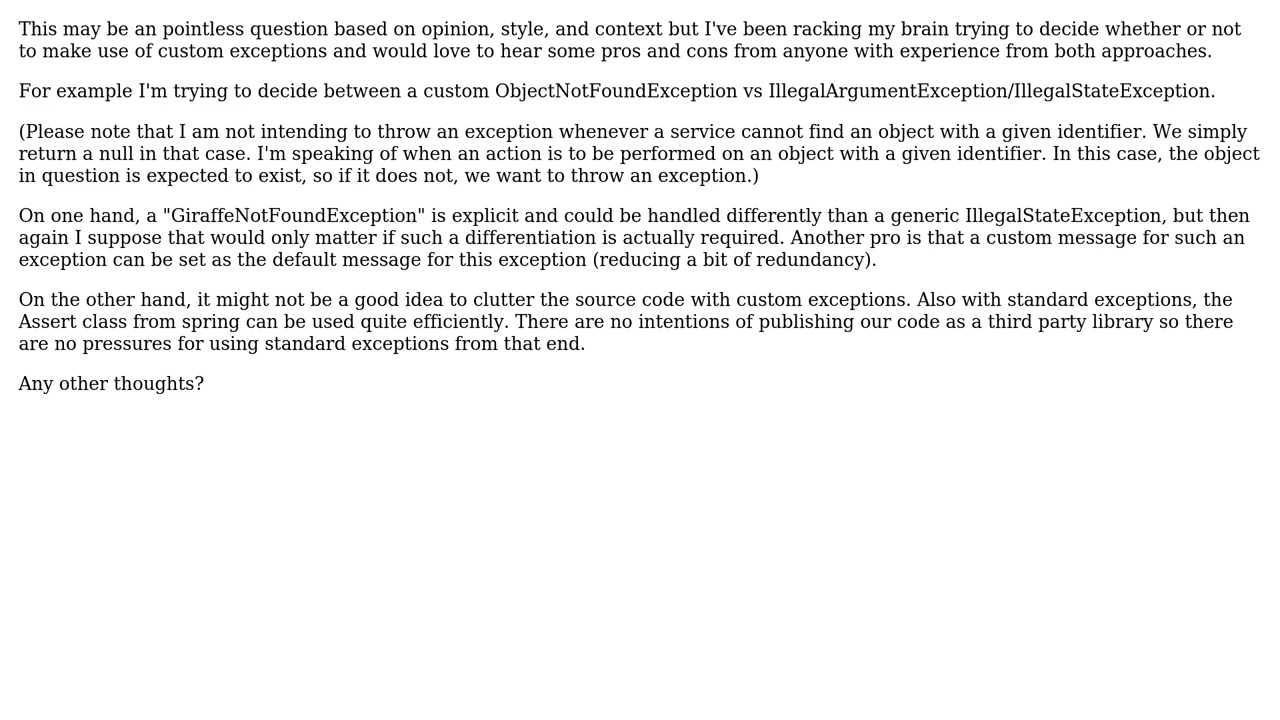 This may be an pointless question based on opinion, style, and context but I've been racking my brain trying to decide whether or not
to make use of custom exceptions and would love to hear some pros and cons from anyone with experience from both approaches.
For example I'm trying to decide between a custom ObjectNotFoundException vs IllegalArgumentException/IllegalStateException.
(Please note that I am not intending to throw an exception whenever a service cannot find an object with a given identifier. We simply
return a null in that case. I'm speaking of when an action is to be performed on an object with a given identifier. In this case, the object
in question is expected to exist, so if it does not, we want to throw an exception.)
On one hand, a "GiraffeNotFoundException" is explicit and could be handled differently than a generic IllegalStateException, but then
again I suppose that would only matter if such a differentiation is actually required. Another pro is that a custom message for such an
exception can be set as the default message for this exception (reducing a bit of redundancy).
On the other hand, it might not be a good idea to clutter the source code with custom exceptions. Also with standard exceptions, the
Assert class from spring can be used quite efficiently. There are no intentions of publishing our code as a third party library so there
are no pressures for using standard exceptions from that end.
Any other thoughts?